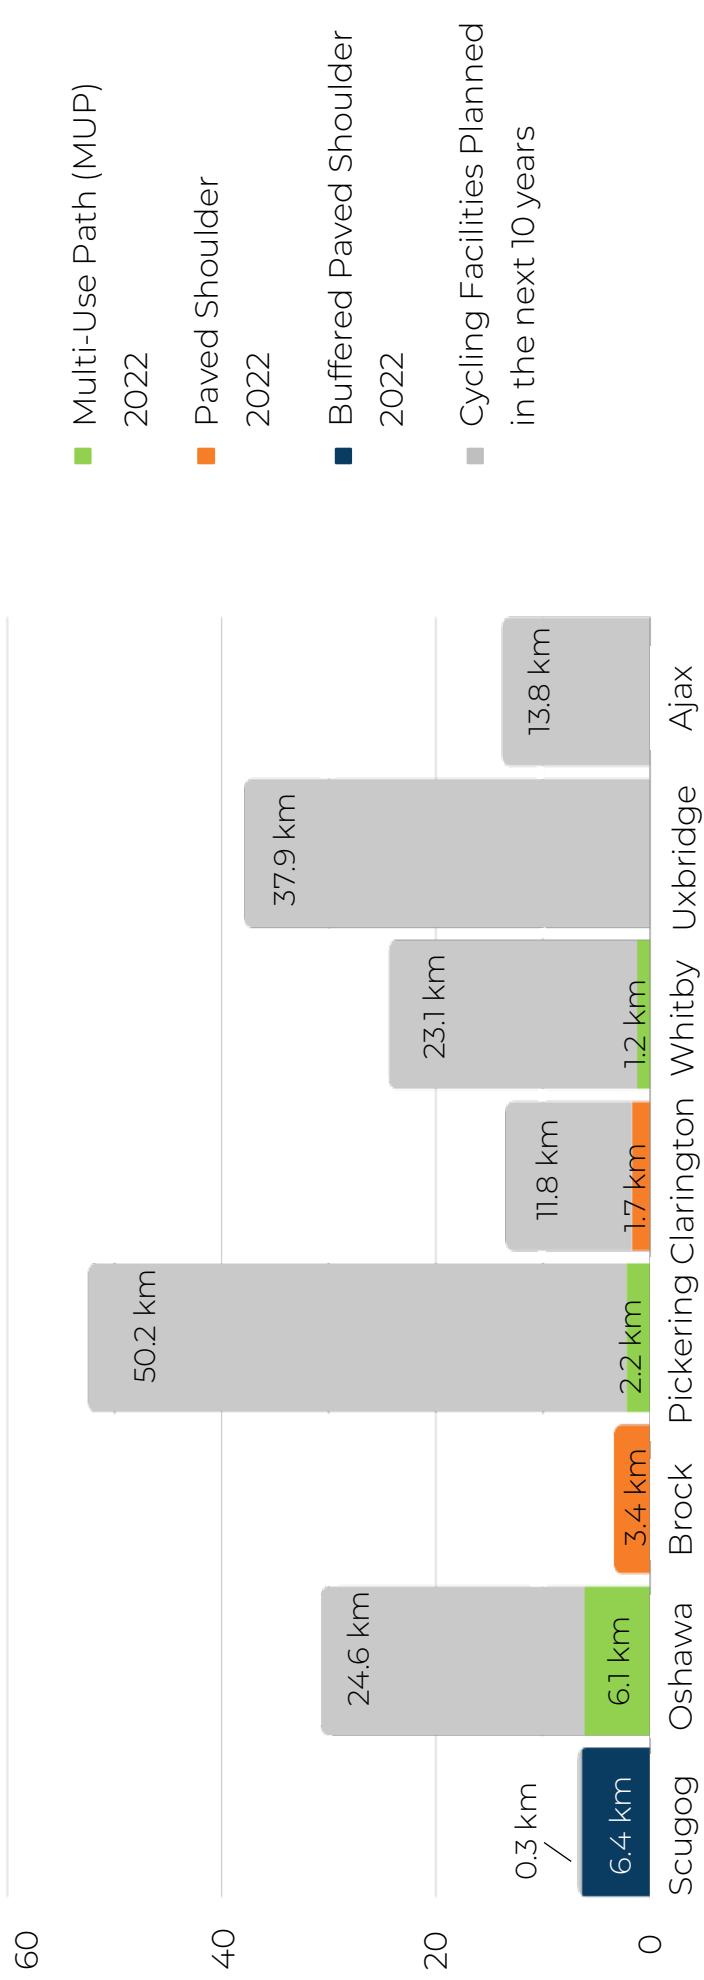 60
40
20
0
0.3 km
6.4 km
24.6 km
6.1 km
3.4 km
50.2 km
2.2 km
11.8 km
1.7 km
23.1 km
1.2 km
37.9 km
13.8 km
Scugog
Oshawa
Brock
Pickering
Clarington
Whitby
Uxbridge
Ajax
Multi-Use Path (MUP)
2022
Paved Shoulder
2022
Buffered Paved Shoulder
2022
Cycling Facilities Planned
in the next 10 years